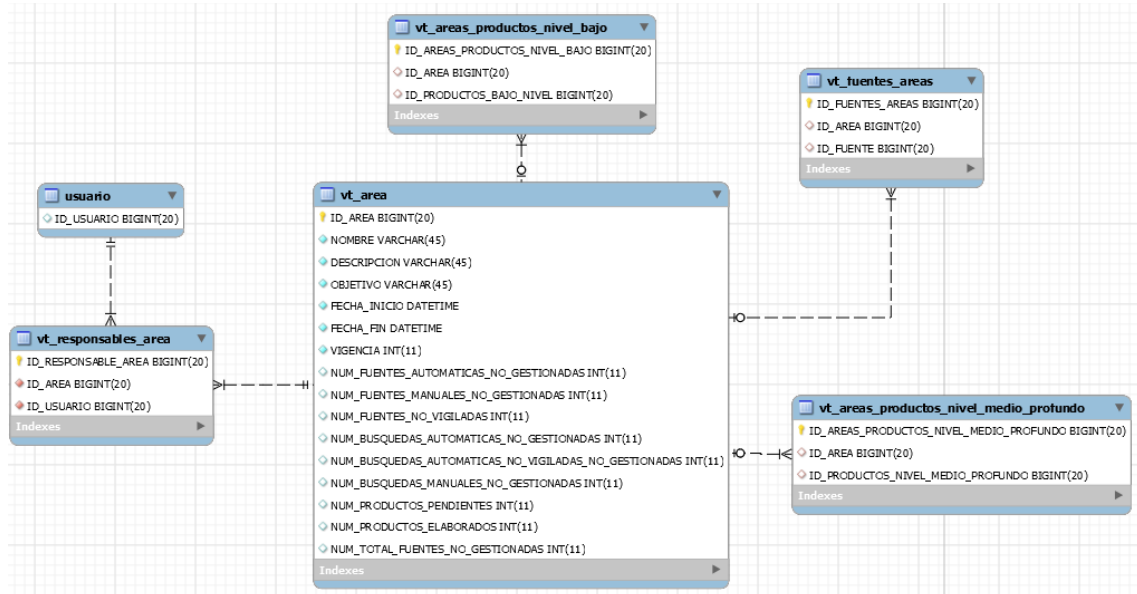 vt_areas_productos_nivel_bajo
ID_AREAS_PRODUCTOS_NIVEL_BAJO BIGINT(20)
ID_AREA BIGINT(20)
ID_PRODUCTOS_BAJO_NIVEL BIGINT(20)
Indexes
vt_fuentes_areas
ID_FUENTES_AREAS BIGINT(20)
ID_AREA BIGINT(20)
ID_FUENTE BIGINT(20)
Indexes
usuario
ID_USUARIO BIGINT(20)
vt_area
ID_AREA BIGINT(20)
NOMBRE VARCHAR(45)
DESCRIPCION VARCHAR(45)
OBJETIVO VARCHAR(45)
FECHA_INICIO DATETIME
FECHA_FIN DATETIME
VIGENCIA INT(11)
NUM_FUENTES_AUTOMATICAS_NO_GESTIONADAS INT(11)
NUM_FUENTES_MANUALES_NO_GESTIONADAS INT(11)
NUM_FUENTES_NO_VIGILADAS INT(11)
NUM_BUSQUEDAS_AUTOMATICAS_NO_GESTIONADAS INT(11)
NUM_BUSQUEDAS_AUTOMATICAS_NO_VIGILADAS_NO_GESTIONADAS INT(11)
NUM_BUSQUEDAS_MANUALES_NO_GESTIONADAS INT(11)
NUM_PRODUCTOS_PENDIENTES INT(11)
NUM_PRODUCTOS_ELABORADOS INT(11)
NUM_TOTAL_FUENTES_NO_GESTIONADAS INT(11)
Indexes
vt_responsables_area
ID_RESPONSABLE_AREA BIGINT(20)
ID_AREA BIGINT(20)
ID_USUARIO BIGINT(20)
Indexes
vt_areas_productos_nivel_medio_profundo
ID_AREAS_PRODUCTOS_NIVEL_MEDIO_PROFUNDO BIGINT(20)
ID_AREA BIGINT(20)
ID_PRODUCTOS_NIVEL_MEDIO_PROFUNDO BIGINT(20)
Indexes